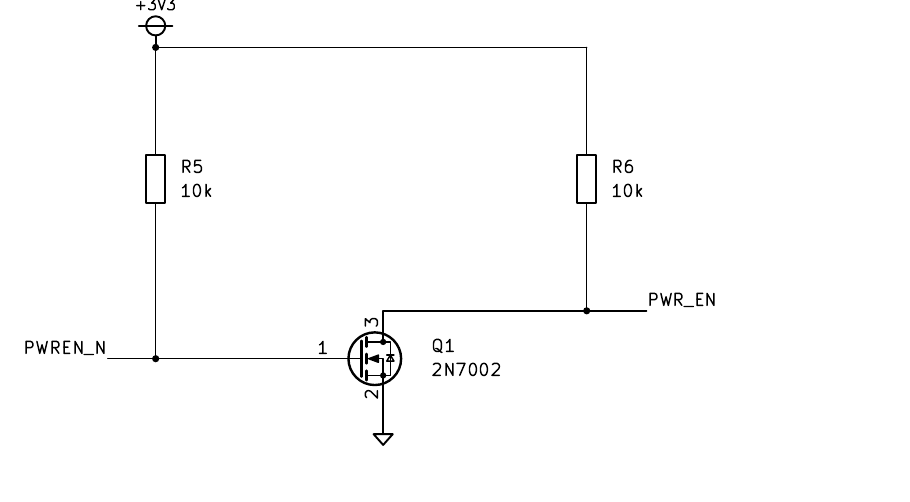 +3V3
R5
10k
R6
10k
PWR_EN
3
PWREN_N
1
Q1
2N7002
2